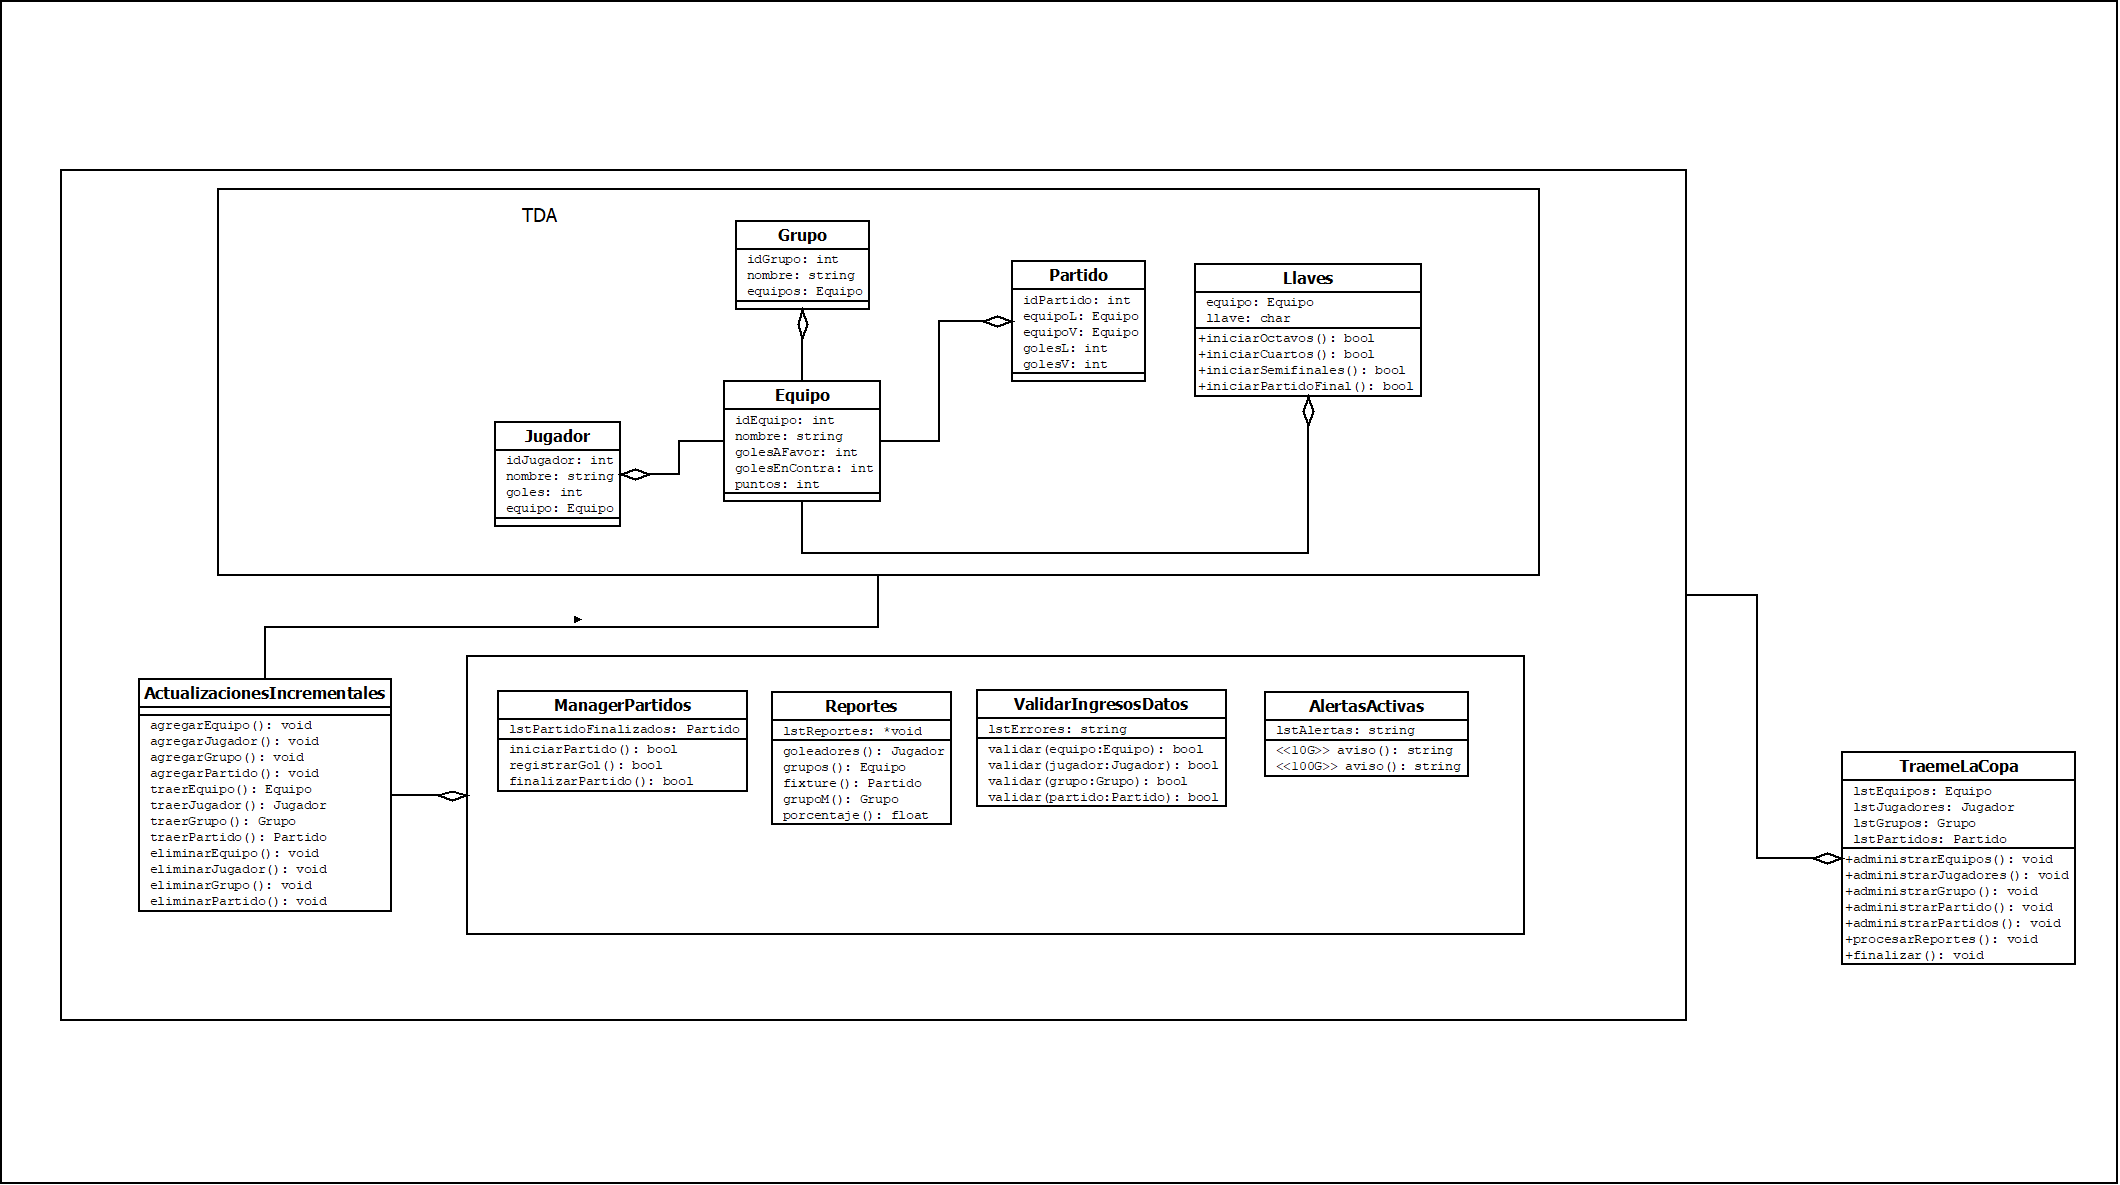 TDA
Grupo
idGrupo: int
nombre: string
equipos: Equipo
Partido
idPartido: int
equipoL: Equipo
equipoV: Equipo
golesL: int
golesV: int
Llaves
equipo: Equipo
llave: char
+iniciarOctavos(): bool
+iniciarCuartos(): bool
+iniciarSemifinales(): bool
+iniciarPartidoFinal(): bool
Equipo
idEquipo: int
nombre: string
golesAFavor: int
golesEnContra: int
puntos: int
Jugador
idJugador: int
nombre: string
goles: int
equipo: Equipo
ActualizacionesIncrementales
agregarEquipo(): void
agregarJugador(): void
agregarGrupo(): void
agregarPartido(): void
traerEquipo(): Equipo
traerJugador(): Jugador
traerGrupo(): Grupo
traerPartido(): Partido
eliminarEquipo(): void
eliminarJugador(): void
eliminarGrupo(): void
eliminarPartido(): void
ManagerPartidos
lstPartidoFinalizados: Partido
iniciarPartido(): bool
registrarGol(): bool
finalizarPartido(): bool
Reportes
lstReportes: *void
goleadores(): Jugador
grupos(): Equipo
fixture(): Partido
grupoM(): Grupo
porcentaje(): float
ValidarIngresosDatos
lstErrores: string
validar(equipo:Equipo): bool
validar(jugador:Jugador): bool
validar(grupo:Grupo): bool
validar(partido:Partido): bool
AlertasActivas
lstAlertas: string
<<10G>> aviso(): string
<<100G>> aviso(): string
TraemeLaCopa
lstEquipos: Equipo
lstJugadores: Jugador
lstGrupos: Grupo
lstPartidos: Partido
+administrarEquipos(): void
+administrarJugadores(): void
+administrarGrupo(): void
+administrarPartido(): void
+administrarPartidos(): void
+procesarReportes(): void
+finalizar(): void